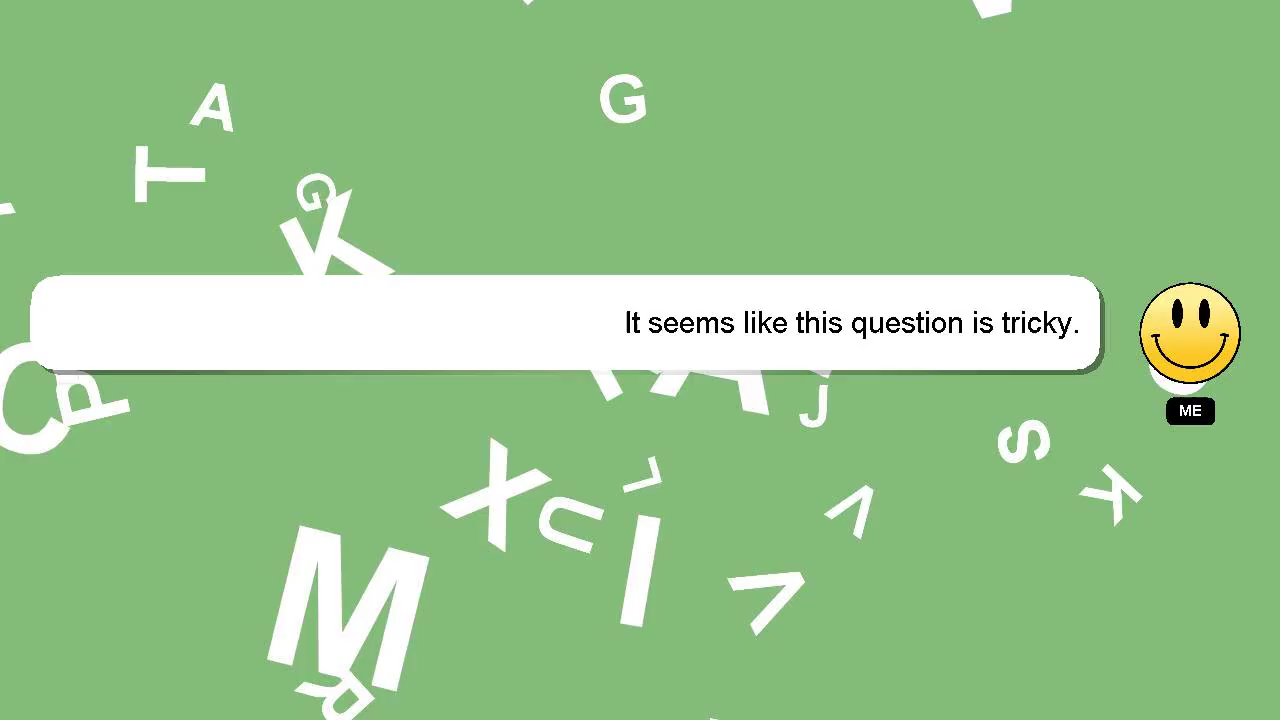 A
G
T
G
K
It seems like this question is tricky.
C
P
A
J
ME
S
X
L
K
U
V
I
V
M
R